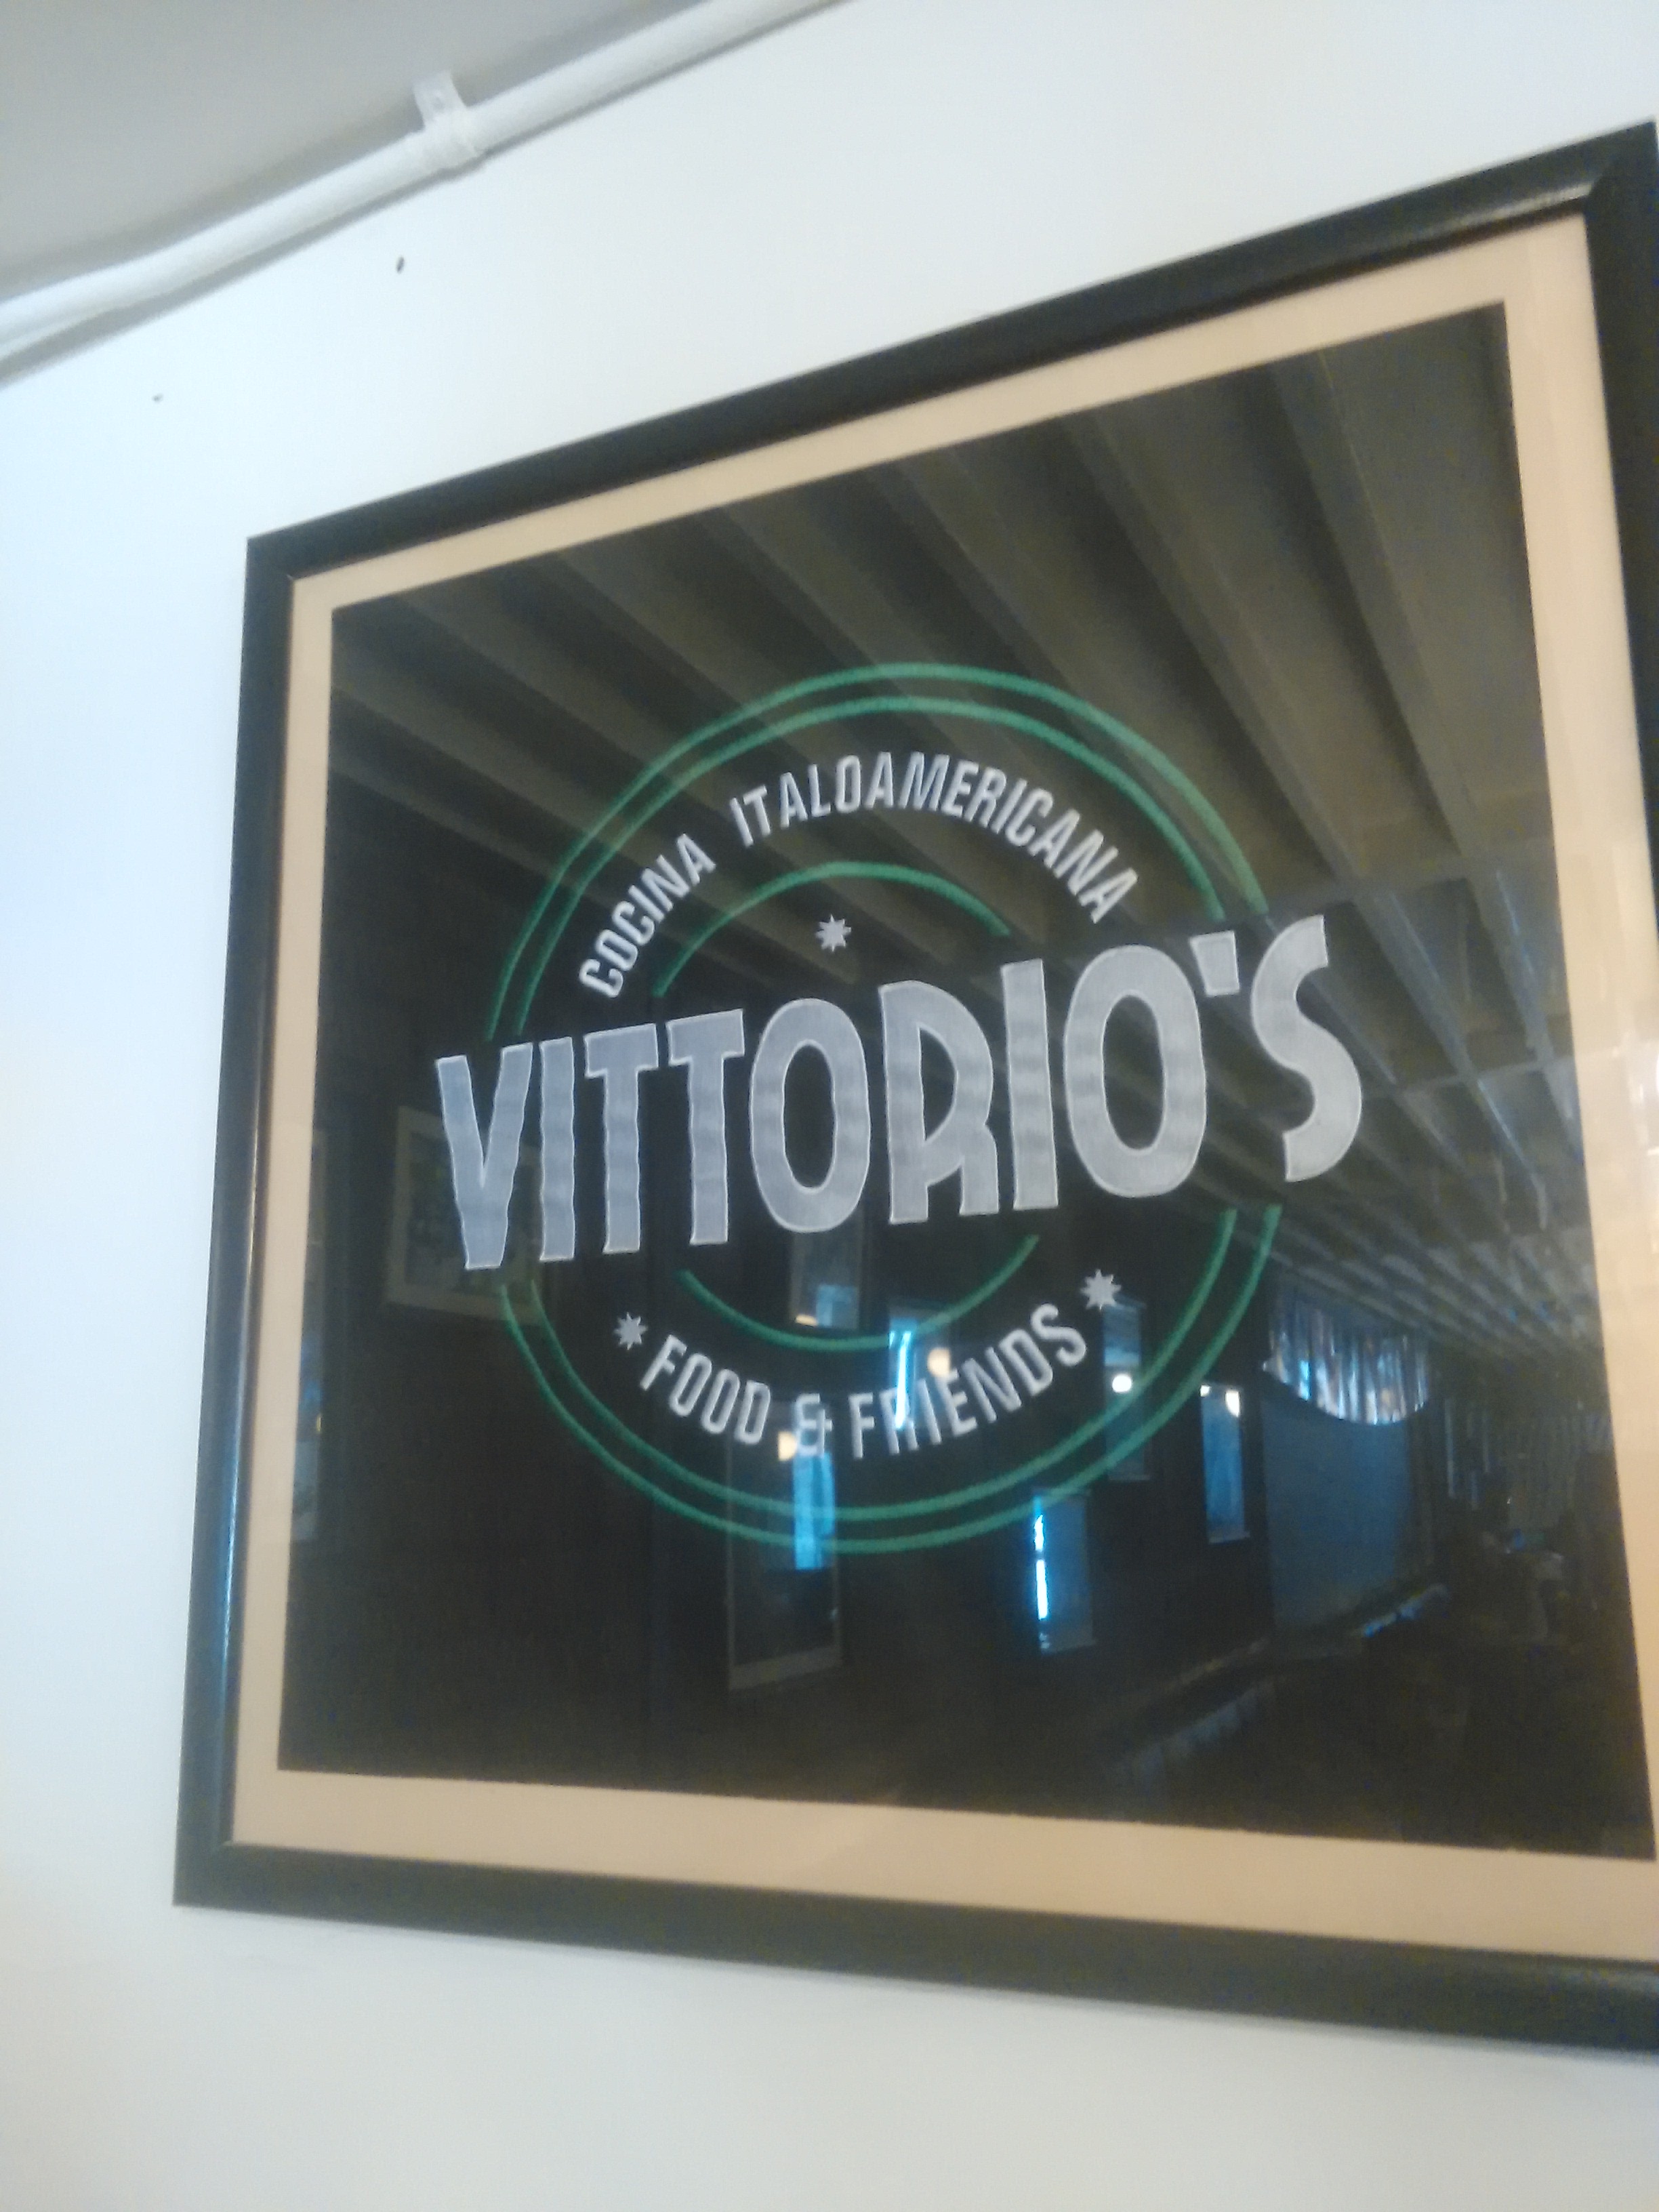 COCINA ITALOAMERICANA
VITTORIO'S
FOOD & FRIENDS